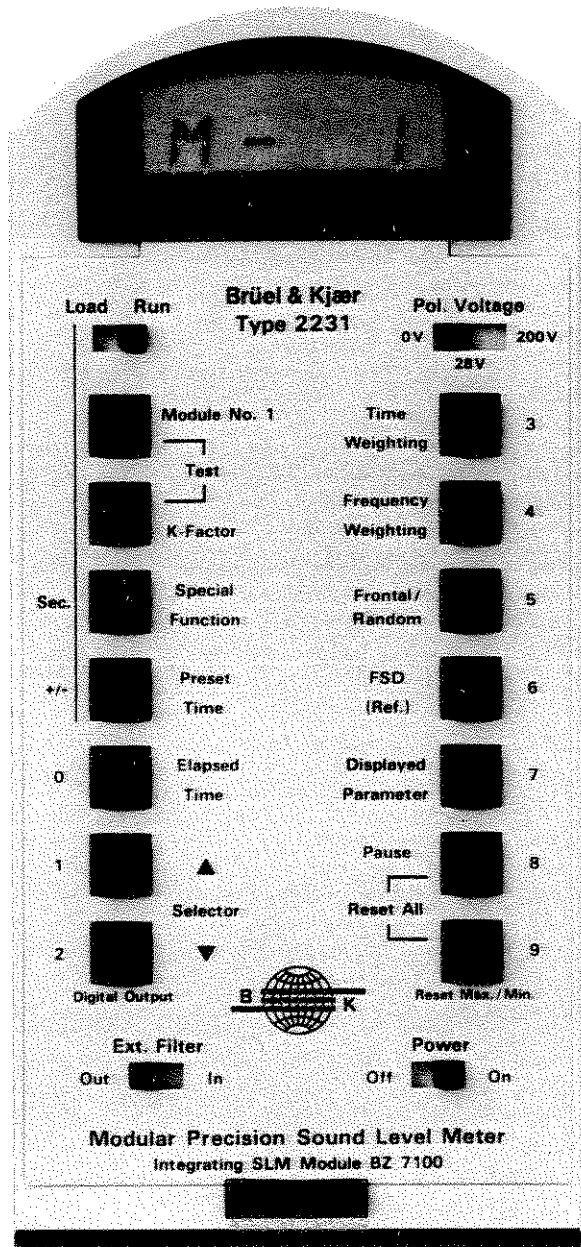 M - 1
Brüel & Kjær
Type 2231
Load Run
Pol. Voltage
0V 200V
28V
Module No. 1
Test
K-Factor
Sec.
Special
Function
+/-
Preset
Time
0
Elapsed
Time
1
▲
Selector
2
▼
Digital Output
Time
Weighting
3
Frequency
Weighting
4
Frontal/
Random
5
FSD
(Ref.)
6
Displayed
Parameter
7
Pause
8
Reset All
9
Reset Max./Min.
B K
Ext. Filter
Out In
Power
Off On
Modular Precision Sound Level Meter
Integrating SLM Module BZ 7100